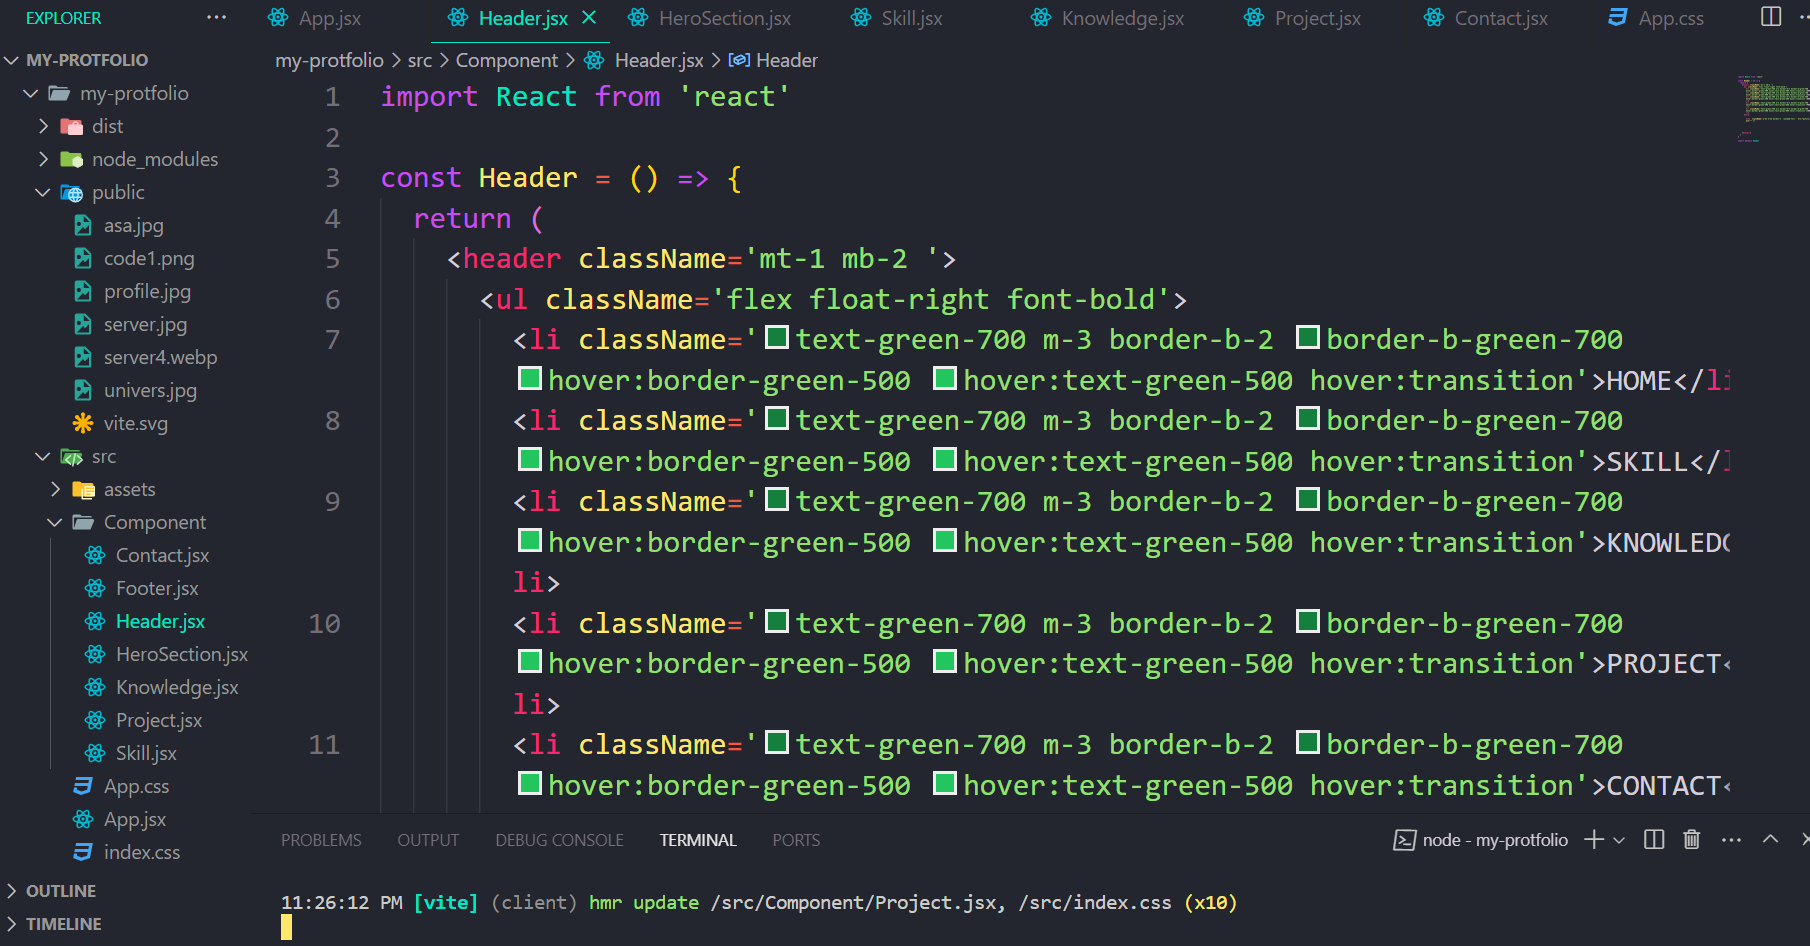 EXPLORER ...
App.jsx Header.jsx HeroSection.jsx Skill.jsx Knowledge.jsx Project.jsx Contact.jsx App.css
MY-PROTFOLIO
my-protfolio
dist
node_modules
public
asa.jpg
code1.png
profile.jpg
server.jpg
server4.webp
univers.jpg
vite.svg
src
assets
Component
Contact.jsx
Footer.jsx
Header.jsx
HeroSection.jsx
Knowledge.jsx
Project.jsx
Skill.jsx
App.css
App.jsx
index.css
OUTLINE
TIMELINE
my-protfolio > src > Component > Header.jsx > Header
1 import React from 'react'
2
3 const Header = () => {
4 return (
5 <header className='mt-1 mb-2 '>
6 <ul className='flex float-right font-bold'>
7 <li className='text-green-700 m-3 border-b-2 border-b-green-700
hover:border-green-500 hover:text-green-500 hover:transition'>HOME</li
8 <li className='text-green-700 m-3 border-b-2 border-b-green-700
hover:border-green-500 hover:text-green-500 hover:transition'>SKILL</l
9 <li className='text-green-700 m-3 border-b-2 border-b-green-700
hover:border-green-500 hover:text-green-500 hover:transition'>KNOWLEDG
li>
10 <li className='text-green-700 m-3 border-b-2 border-b-green-700
hover:border-green-500 hover:text-green-500 hover:transition'>PROJECT<
li>
11 <li className='text-green-700 m-3 border-b-2 border-b-green-700
hover:border-green-500 hover:text-green-500 hover:transition'>CONTACT<
PROBLEMS OUTPUT DEBUG CONSOLE TERMINAL PORTS
node - my-protfolio
11:26:12 PM [vite] (client) hmr update /src/Component/Project.jsx, /src/index.css (x10)